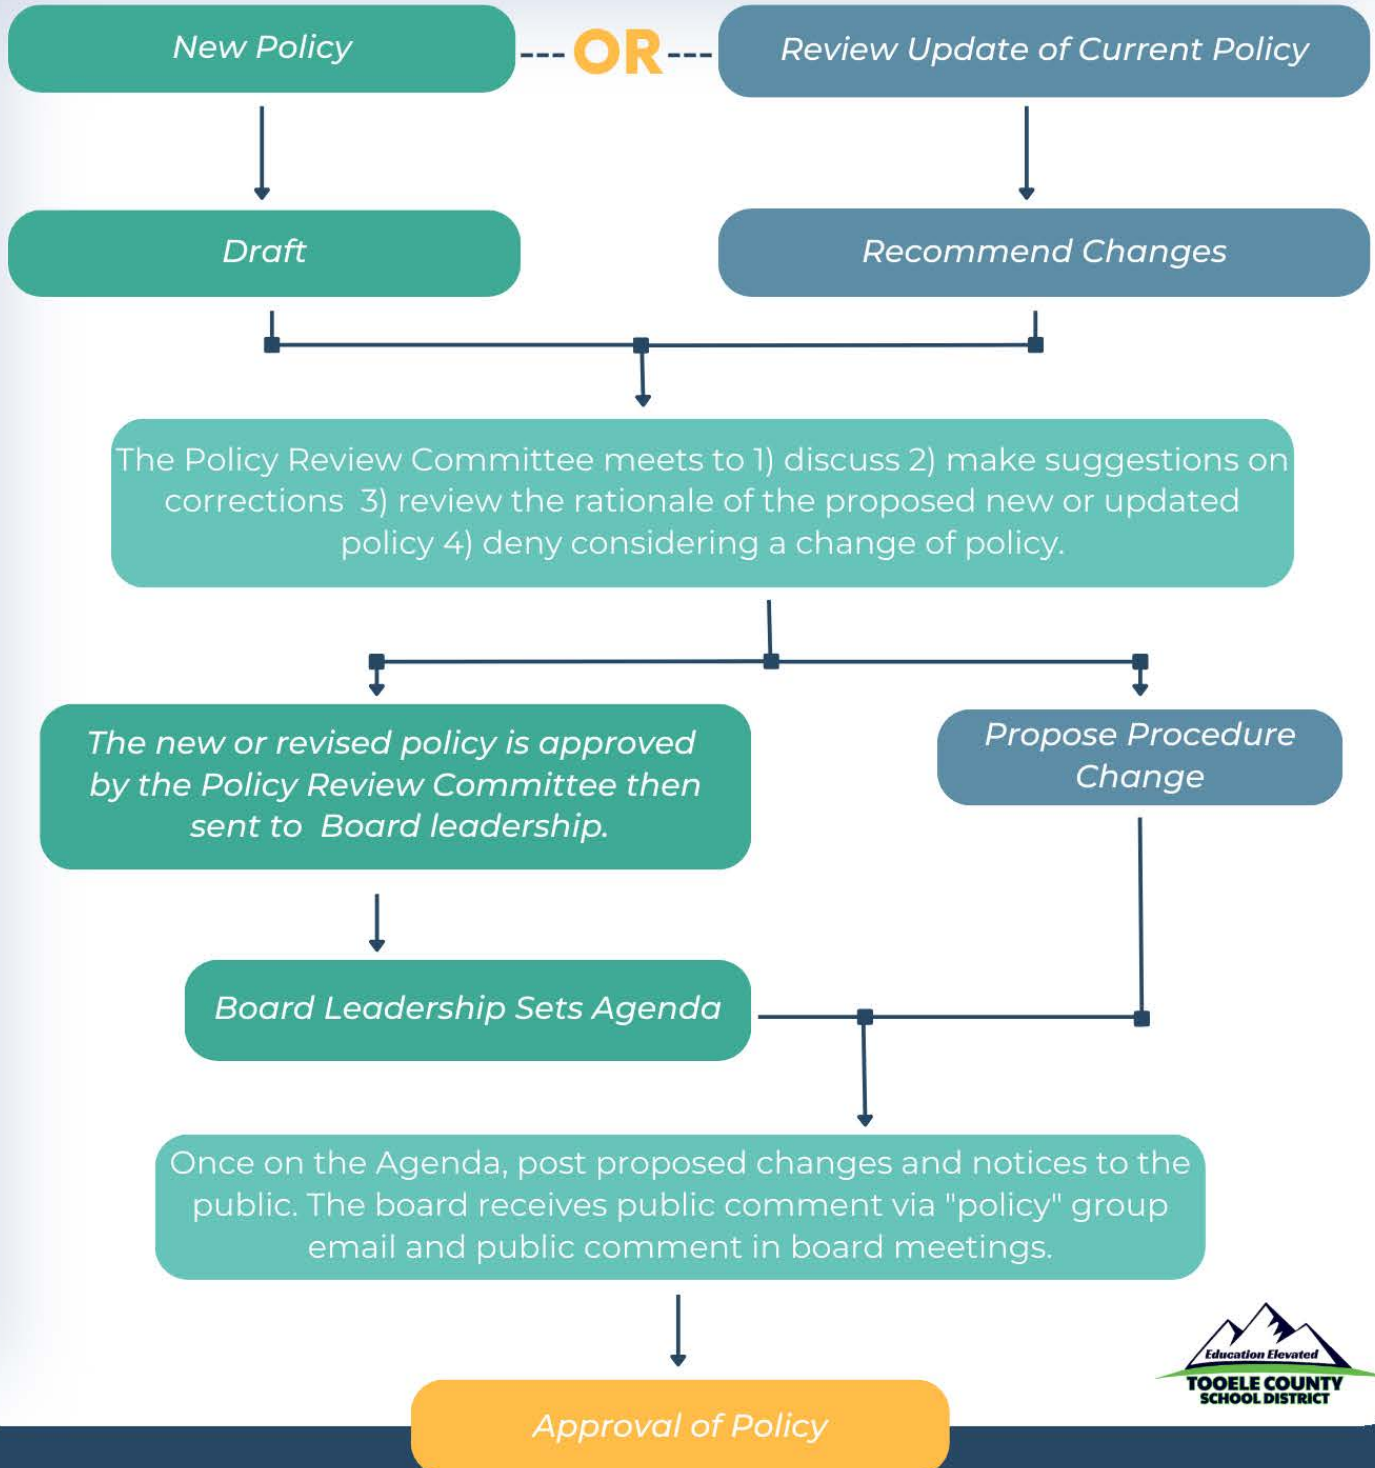 New Policy
--- OR ---
Review Update of Current Policy
Draft
Recommend Changes
The Policy Review Committee meets to 1) discuss 2) make suggestions on
corrections 3) review the rationale of the proposed new or updated
policy 4) deny considering a change of policy.
The new or revised policy is approved
by the Policy Review Committee then
sent to Board leadership.
Propose Procedure
Change
Board Leadership Sets Agenda
Once on the Agenda, post proposed changes and notices to the
public. The board receives public comment via "policy" group
email and public comment in board meetings.
Education Elevated
TOOELE COUNTY
SCHOOL DISTRICT
Approval of Policy